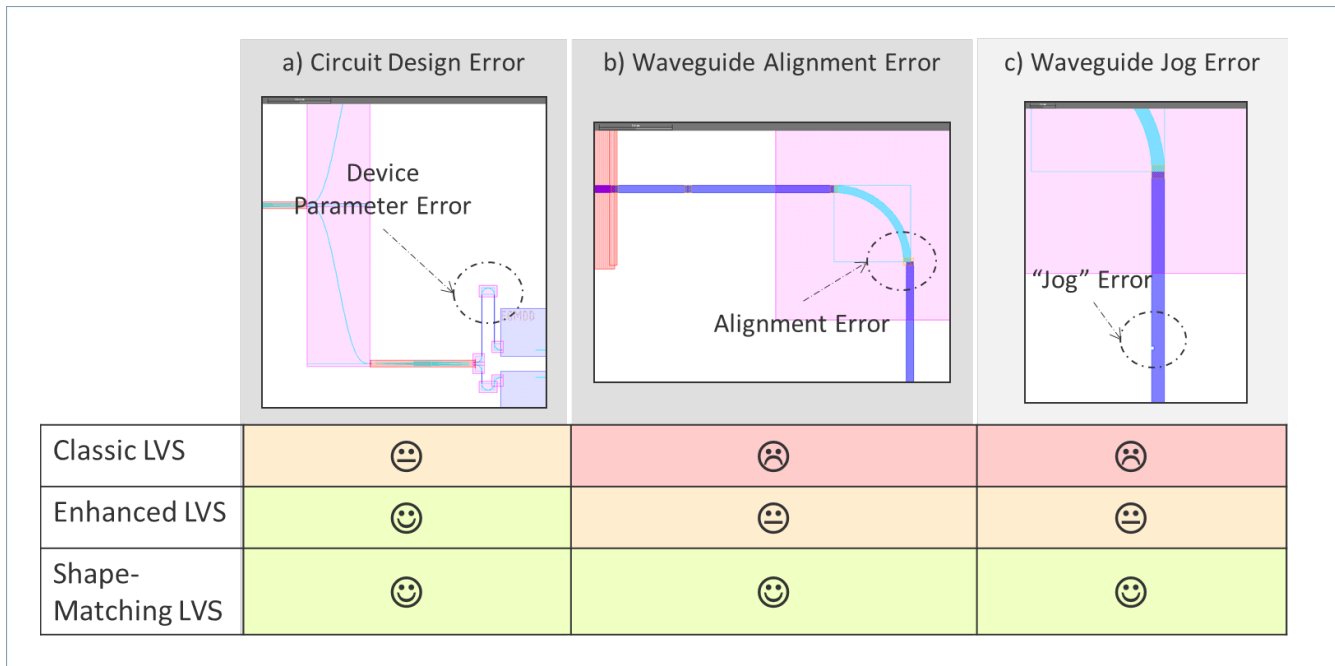 a) Circuit Design Error
b) Waveguide Alignment Error
c) Waveguide Jog Error
Device
Parameter Error
Alignment Error
“Jog” Error
Classic LVS
Enhanced LVS
Shape-
Matching LVS